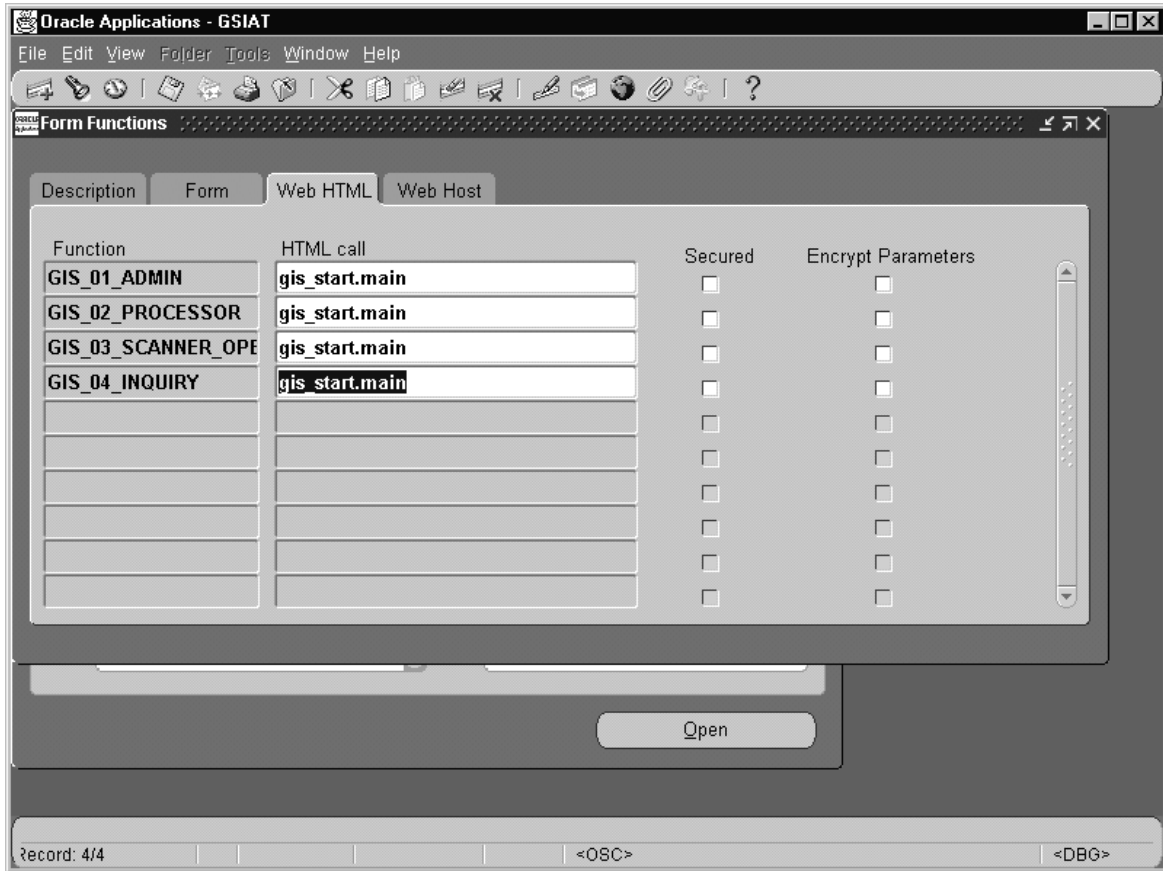 Oracle Applications - GSIAT
File Edit View Folder Tools Window Help
Form Functions
Description Form Web HTML Web Host
Function HTML call Secured Encrypt Parameters
GIS_01_ADMIN gis_start.main
GIS_02_PROCESSOR gis_start.main
GIS_03_SCANNER_OPE gis_start.main
GIS_04_INQUIRY gis_start.main
Open
Record: 4/4 <OSC> <DBG>